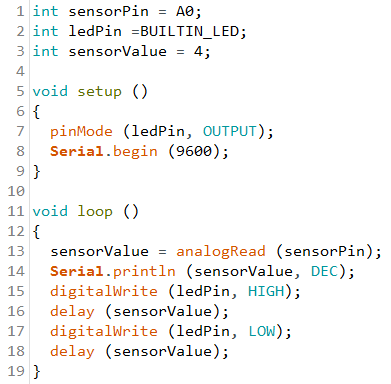 1 int sensorPin = A0;
2 int ledPin =BUILTIN_LED;
3 int sensorValue = 4;
4
5 void setup ()
6 {
7   pinMode (ledPin, OUTPUT);
8   Serial.begin (9600);
9 }
10
11 void loop ()
12 {
13   sensorValue = analogRead (sensorPin);
14   Serial.println (sensorValue, DEC);
15   digitalWrite (ledPin, HIGH);
16   delay (sensorValue);
17   digitalWrite (ledPin, LOW);
18   delay (sensorValue);
19 }